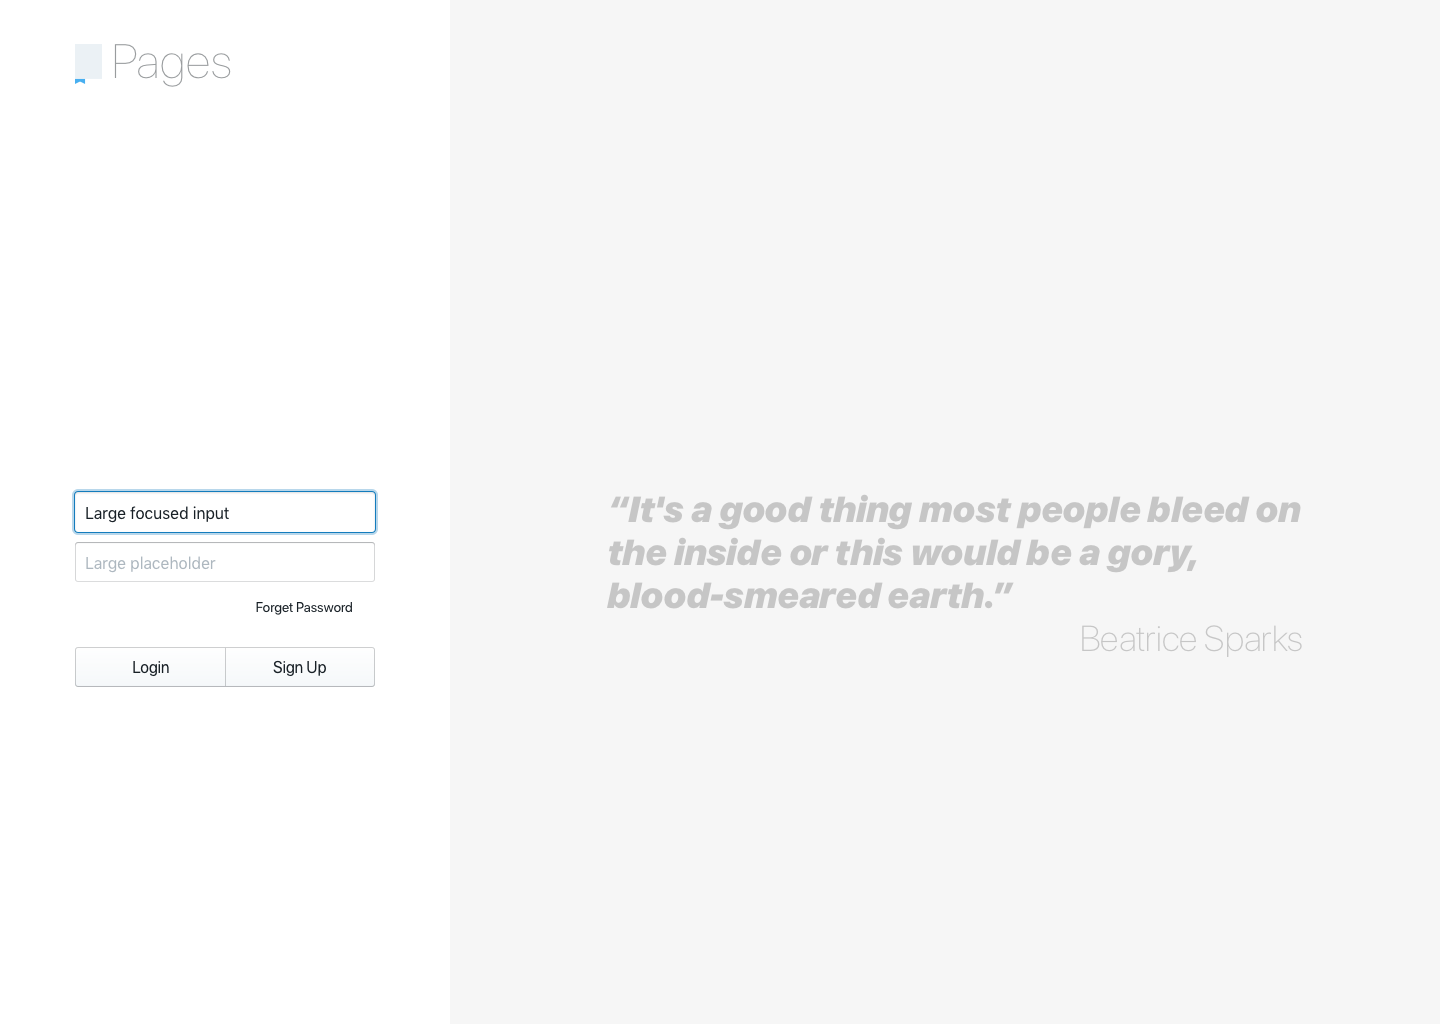 Pages
Large focused input
Large placeholder
Forget Password
Login
Sign Up
“It's a good thing most people bleed on
the inside or this would be a gory,
blood-smeared earth.”
Beatrice Sparks